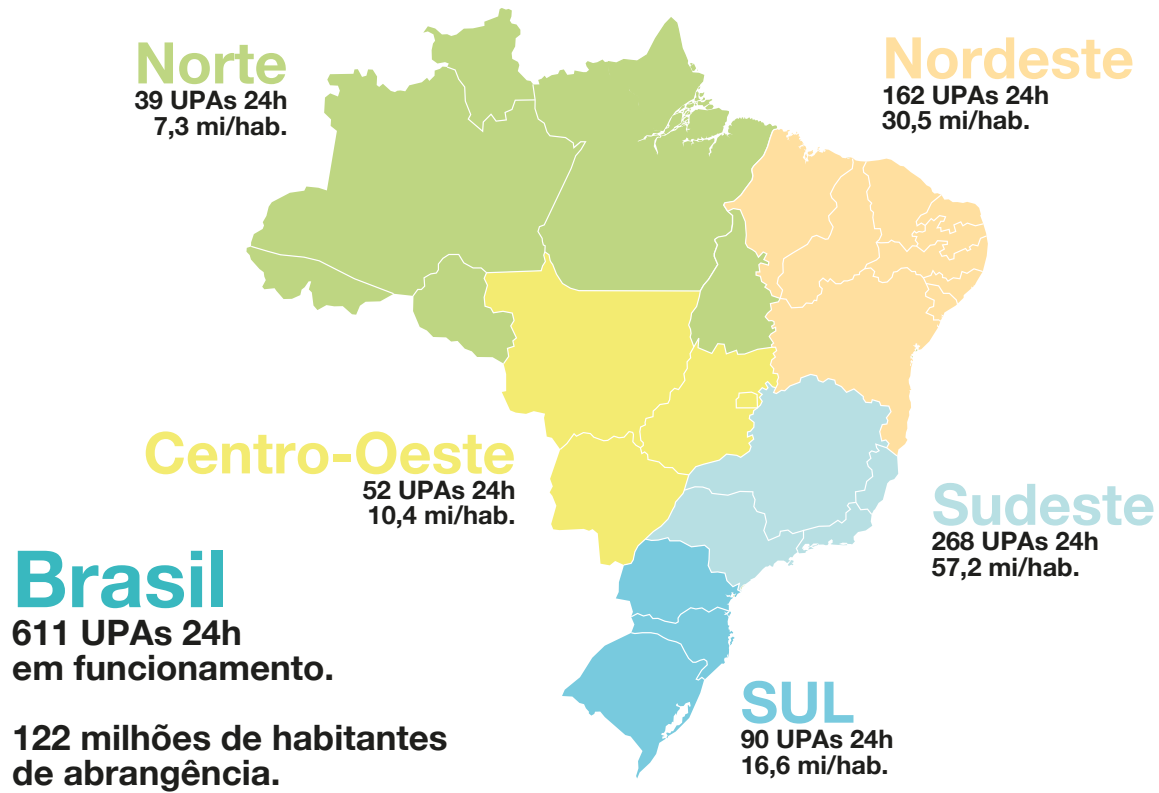 Norte
39 UPAs 24h
7,3 mi/hab.
Nordeste
162 UPAs 24h
30,5 mi/hab.
Centro-Oeste
52 UPAs 24h
10,4 mi/hab.
Sudeste
268 UPAs 24h
57,2 mi/hab.
Brasil
611 UPAs 24h
em funcionamento.
122 milhões de habitantes
de abrangência.
SUL
90 UPAs 24h
16,6 mi/hab.